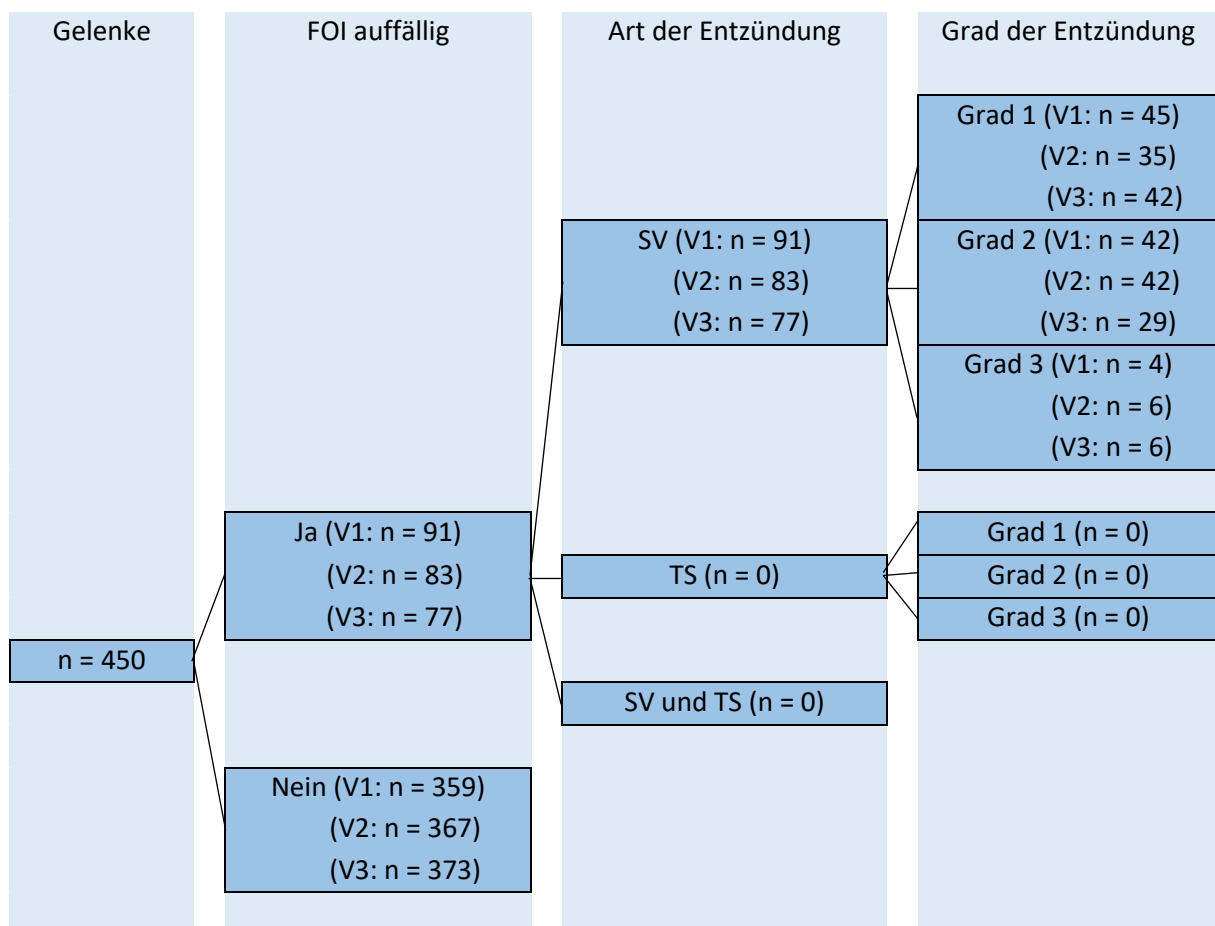 Gelenke
FOI auffällig
Art der Entzündung
Grad der Entzündung
n = 450
Ja (V1: n = 91)
(V2: n = 83)
(V3: n = 77)
Nein (V1: n = 359)
(V2: n = 367)
(V3: n = 373)
SV (V1: n = 91)
(V2: n = 83)
(V3: n = 77)
TS (n = 0)
SV und TS (n = 0)
Grad 1 (V1: n = 45)
(V2: n = 35)
(V3: n = 42)
Grad 2 (V1: n = 42)
(V2: n = 42)
(V3: n = 29)
Grad 3 (V1: n = 4)
(V2: n = 6)
(V3: n = 6)
Grad 1 (n = 0)
Grad 2 (n = 0)
Grad 3 (n = 0)